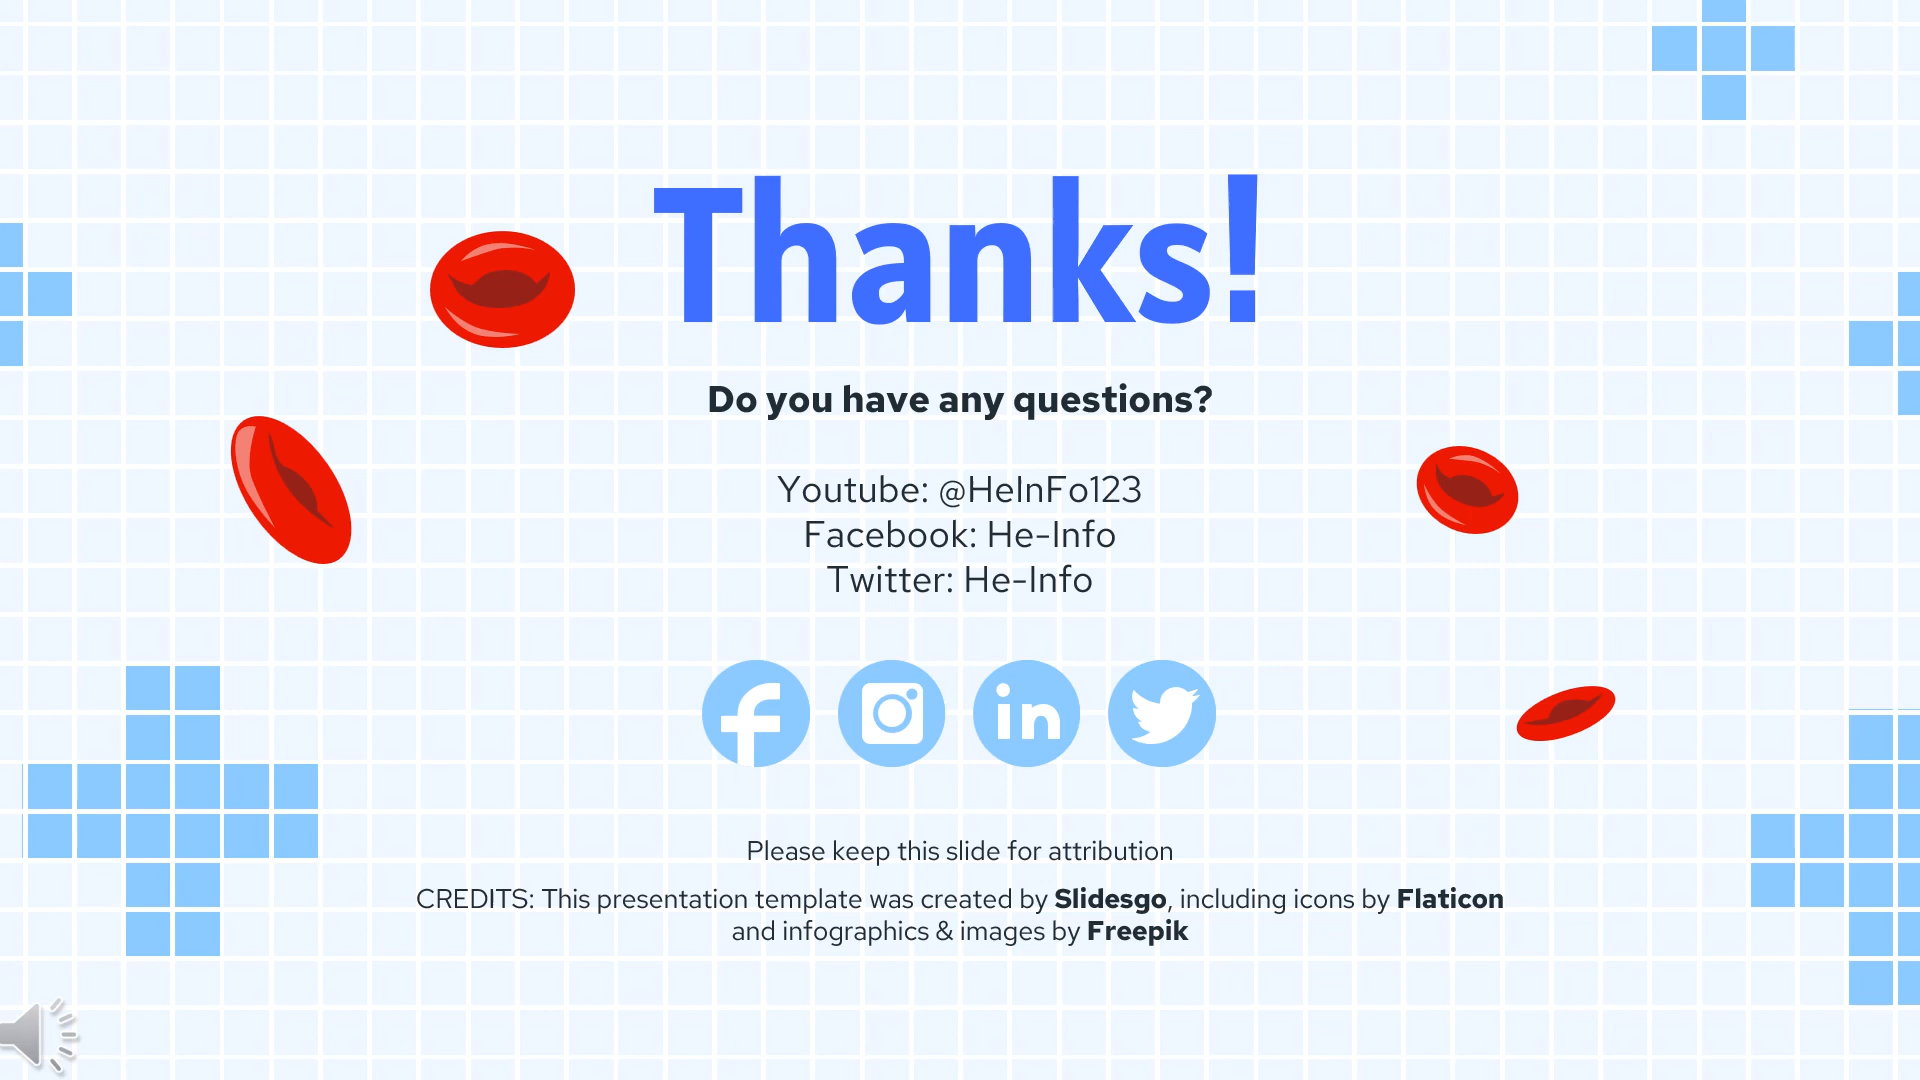 Thanks!
Do you have any questions?
Youtube: @HeInFo123
Facebook: He-Info
Twitter: He-Info
in
Please keep this slide for attribution
CREDITS: This presentation template was created by Slidesgo, including icons by Flaticon
and infographics & images by Freepik